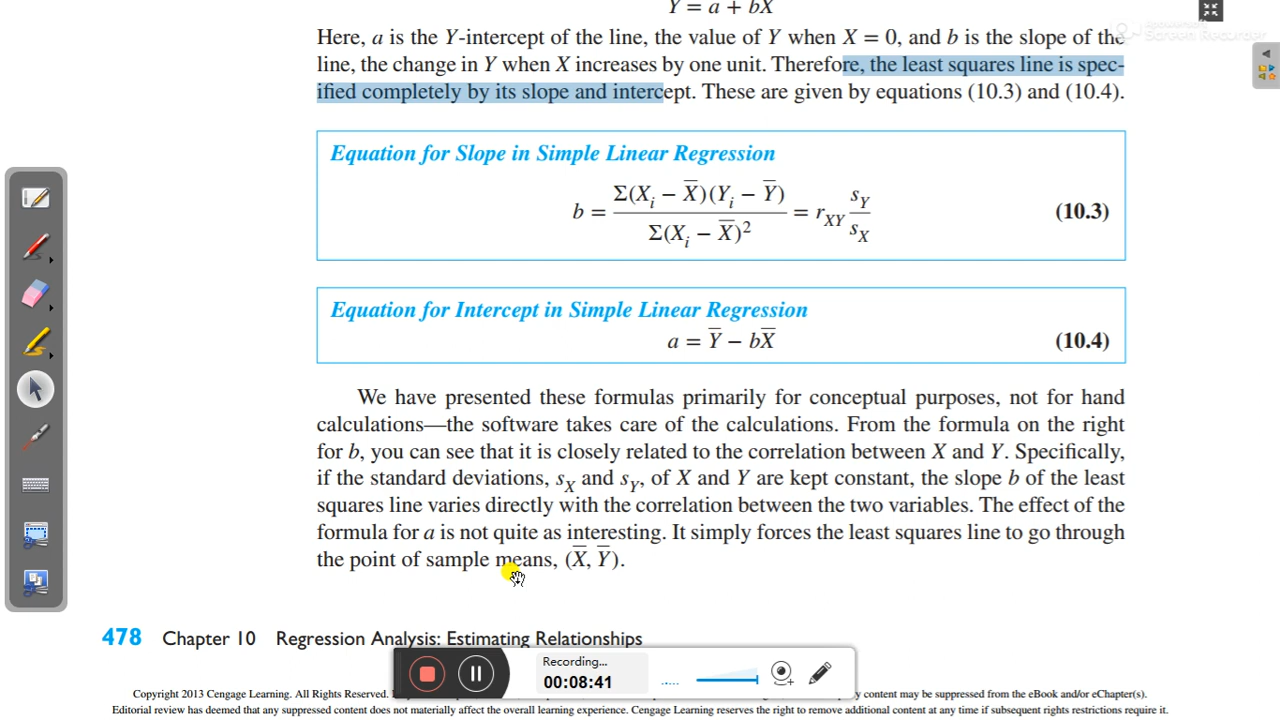 Y = a + bX
Here, a is the Y-intercept of the line, the value of Y when X = 0, and b is the slope of the
line, the change in Y when X increases by one unit. Therefore, the least squares line is spec-
ified completely by its slope and intercept. These are given by equations (10.3) and (10.4).
Equation for Slope in Simple Linear Regression
b = Σ(Xᵢ − X̄)(Yᵢ − Ȳ) / Σ(Xᵢ − X̄)² = r_XY s_Y / s_X (10.3)
Equation for Intercept in Simple Linear Regression
a = Ȳ − bX̄ (10.4)
We have presented these formulas primarily for conceptual purposes, not for hand
calculations—the software takes care of the calculations. From the formula on the right
for b, you can see that it is closely related to the correlation between X and Y. Specifically,
if the standard deviations, s_X and s_Y, of X and Y are kept constant, the slope b of the least
squares line varies directly with the correlation between the two variables. The effect of the
formula for a is not quite as interesting. It simply forces the least squares line to go through
the point of sample means, (X̄, Ȳ).
478 Chapter 10 Regression Analysis: Estimating Relationships
Recording...
00:08:41
Copyright 2013 Cengage Learning. All Rights Reserved. content may be suppressed from the eBook and/or eChapter(s).
Editorial review has deemed that any suppressed content does not materially affect the overall learning experience. Cengage Learning reserves the right to remove additional content at any time if subsequent rights restrictions require it.
Screen Recorder